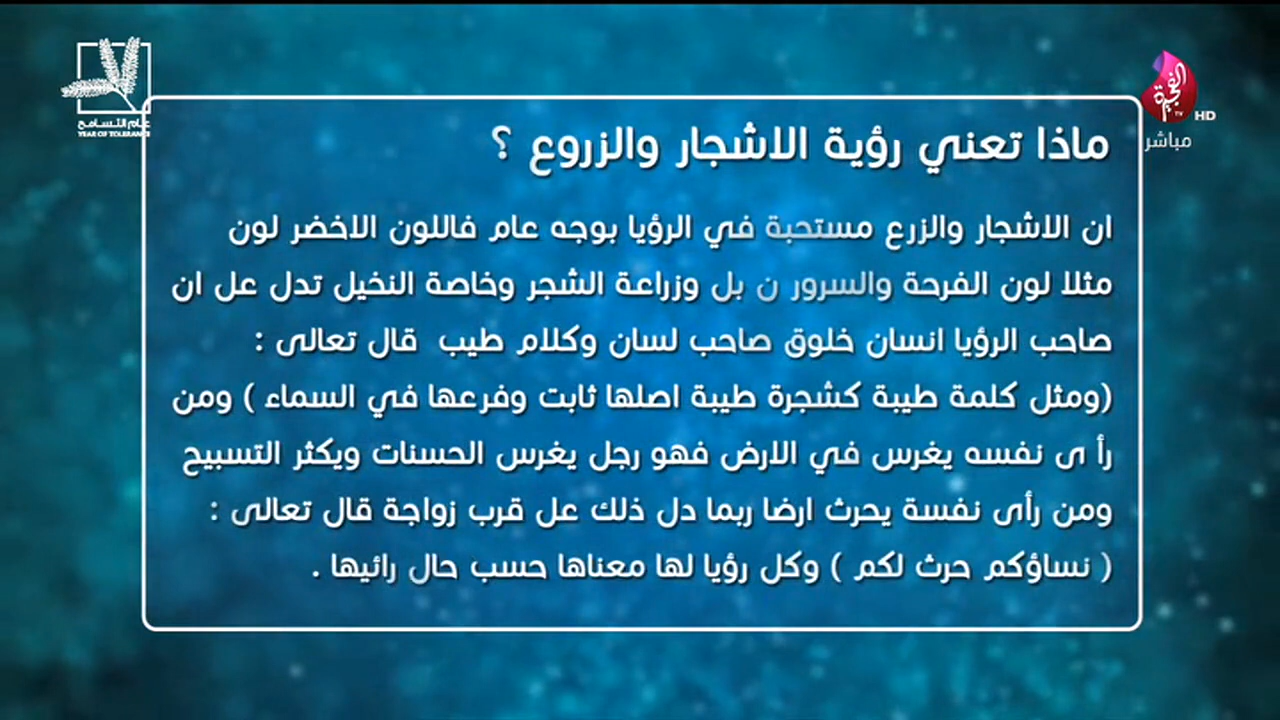 عام التسامح
YEAR OF TOLERANCE
الفجيرة
TV
HD
مباشر
ماذا تعني رؤية الاشجار والزروع ؟
ان الاشجار والزرع مستحبة في الرؤيا بوجه عام فاللون الاخضر لون
مثلا لون الفرحة والسرور ن بل وزراعة الشجر وخاصة النخيل تدل عل ان
صاحب الرؤيا انسان خلوق صاحب لسان وكلام طيب قال تعالى :
(ومثل كلمة طيبة كشجرة طيبة اصلها ثابت وفرعها في السماء ) ومن
رأ ى نفسه يغرس في الارض فهو رجل يغرس الحسنات ويكثر التسبيح
ومن رأى نفسة يحرث ارضا ربما دل ذلك عل قرب زواجة قال تعالى :
( نساؤكم حرث لكم ) وكل رؤيا لها معناها حسب حال رائيها .